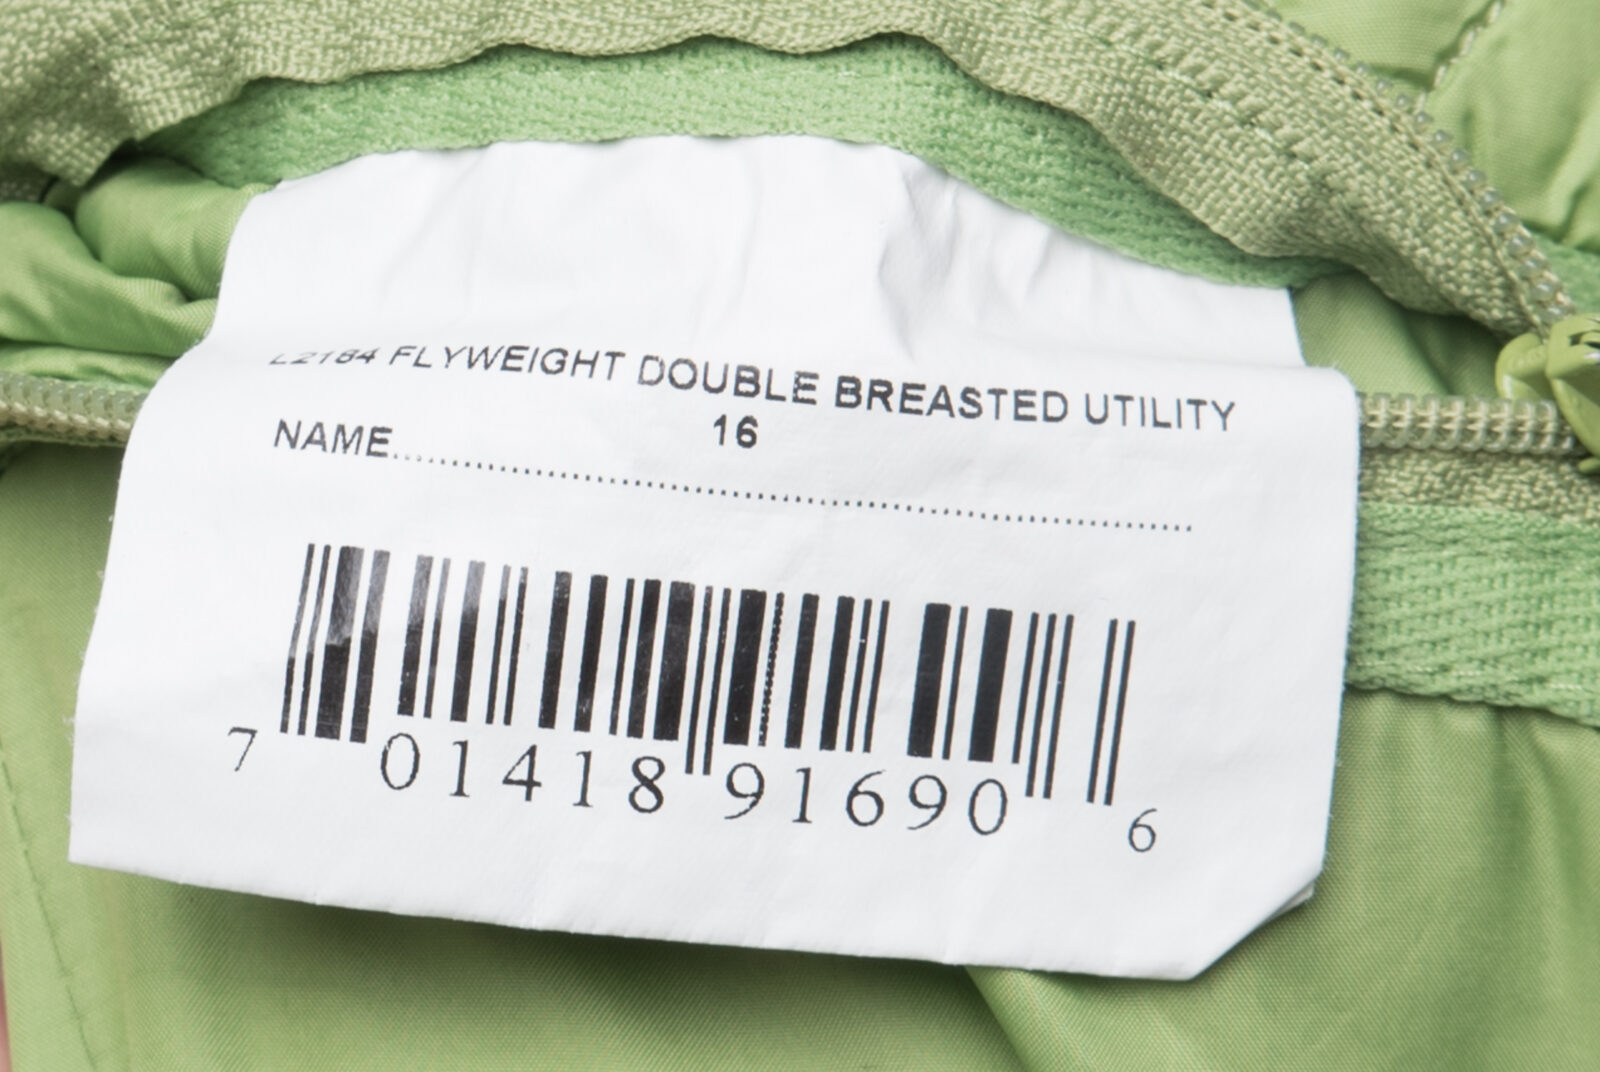 L2184 FLYWEIGHT DOUBLE BREASTED UTILITY
16
NAME................................................................
7 01418 91690 6